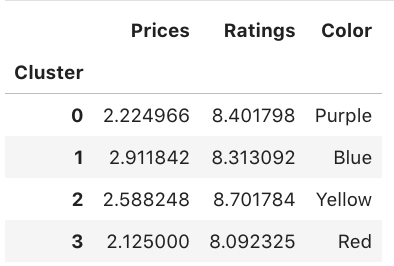 Prices Ratings Color
Cluster
0 2.224966 8.401798 Purple
1 2.911842 8.313092 Blue
2 2.588248 8.701784 Yellow
3 2.125000 8.092325 Red